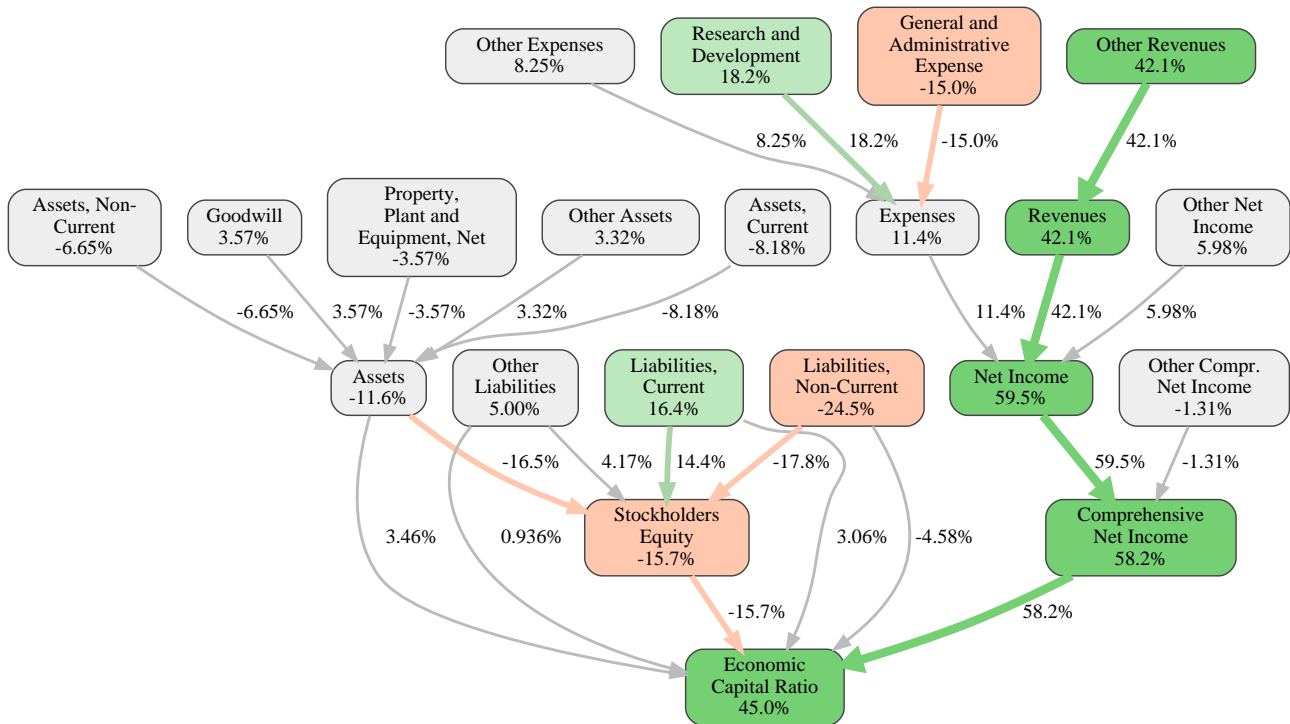 Other Expenses
8.25%
Research and
Development
18.2%
General and
Administrative
Expense
-15.0%
Other Revenues
42.1%
8.25%
18.2%
-15.0%
42.1%
Assets, Non-
Current
-6.65%
Goodwill
3.57%
Property,
Plant and
Equipment, Net
-3.57%
Other Assets
3.32%
Assets,
Current
-8.18%
Expenses
11.4%
Revenues
42.1%
Other Net
Income
5.98%
-6.65%
3.57%
-3.57%
3.32%
-8.18%
11.4%
42.1%
5.98%
Assets
-11.6%
Other
Liabilities
5.00%
Liabilities,
Current
16.4%
Liabilities,
Non-Current
-24.5%
Net Income
59.5%
Other Compr.
Net Income
-1.31%
-16.5%
4.17%
14.4%
-17.8%
59.5%
-1.31%
3.46%
0.936%
Stockholders
Equity
-15.7%
3.06%
-4.58%
Comprehensive
Net Income
58.2%
-15.7%
58.2%
Economic
Capital Ratio
45.0%